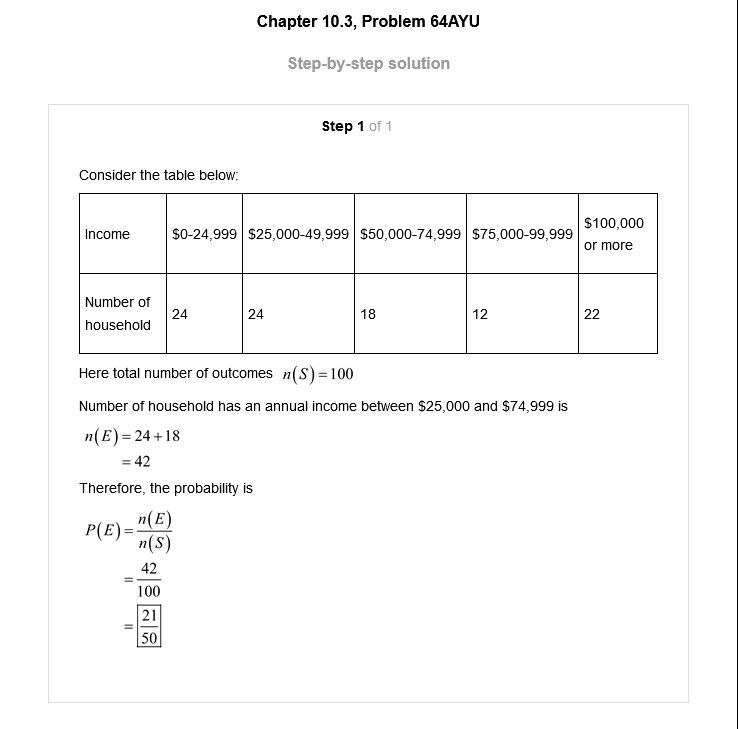 Chapter 10.3, Problem 64AYU
Step-by-step solution
Step 1 of 1
Consider the table below:
Income $0-24,999 $25,000-49,999 $50,000-74,999 $75,000-99,999 $100,000 or more
Number of household 24 24 18 12 22
Here total number of outcomes n(S)=100
Number of household has an annual income between $25,000 and $74,999 is
n(E)=24+18
=42
Therefore, the probability is
P(E)=n(E)/n(S)
=42/100
=21/50